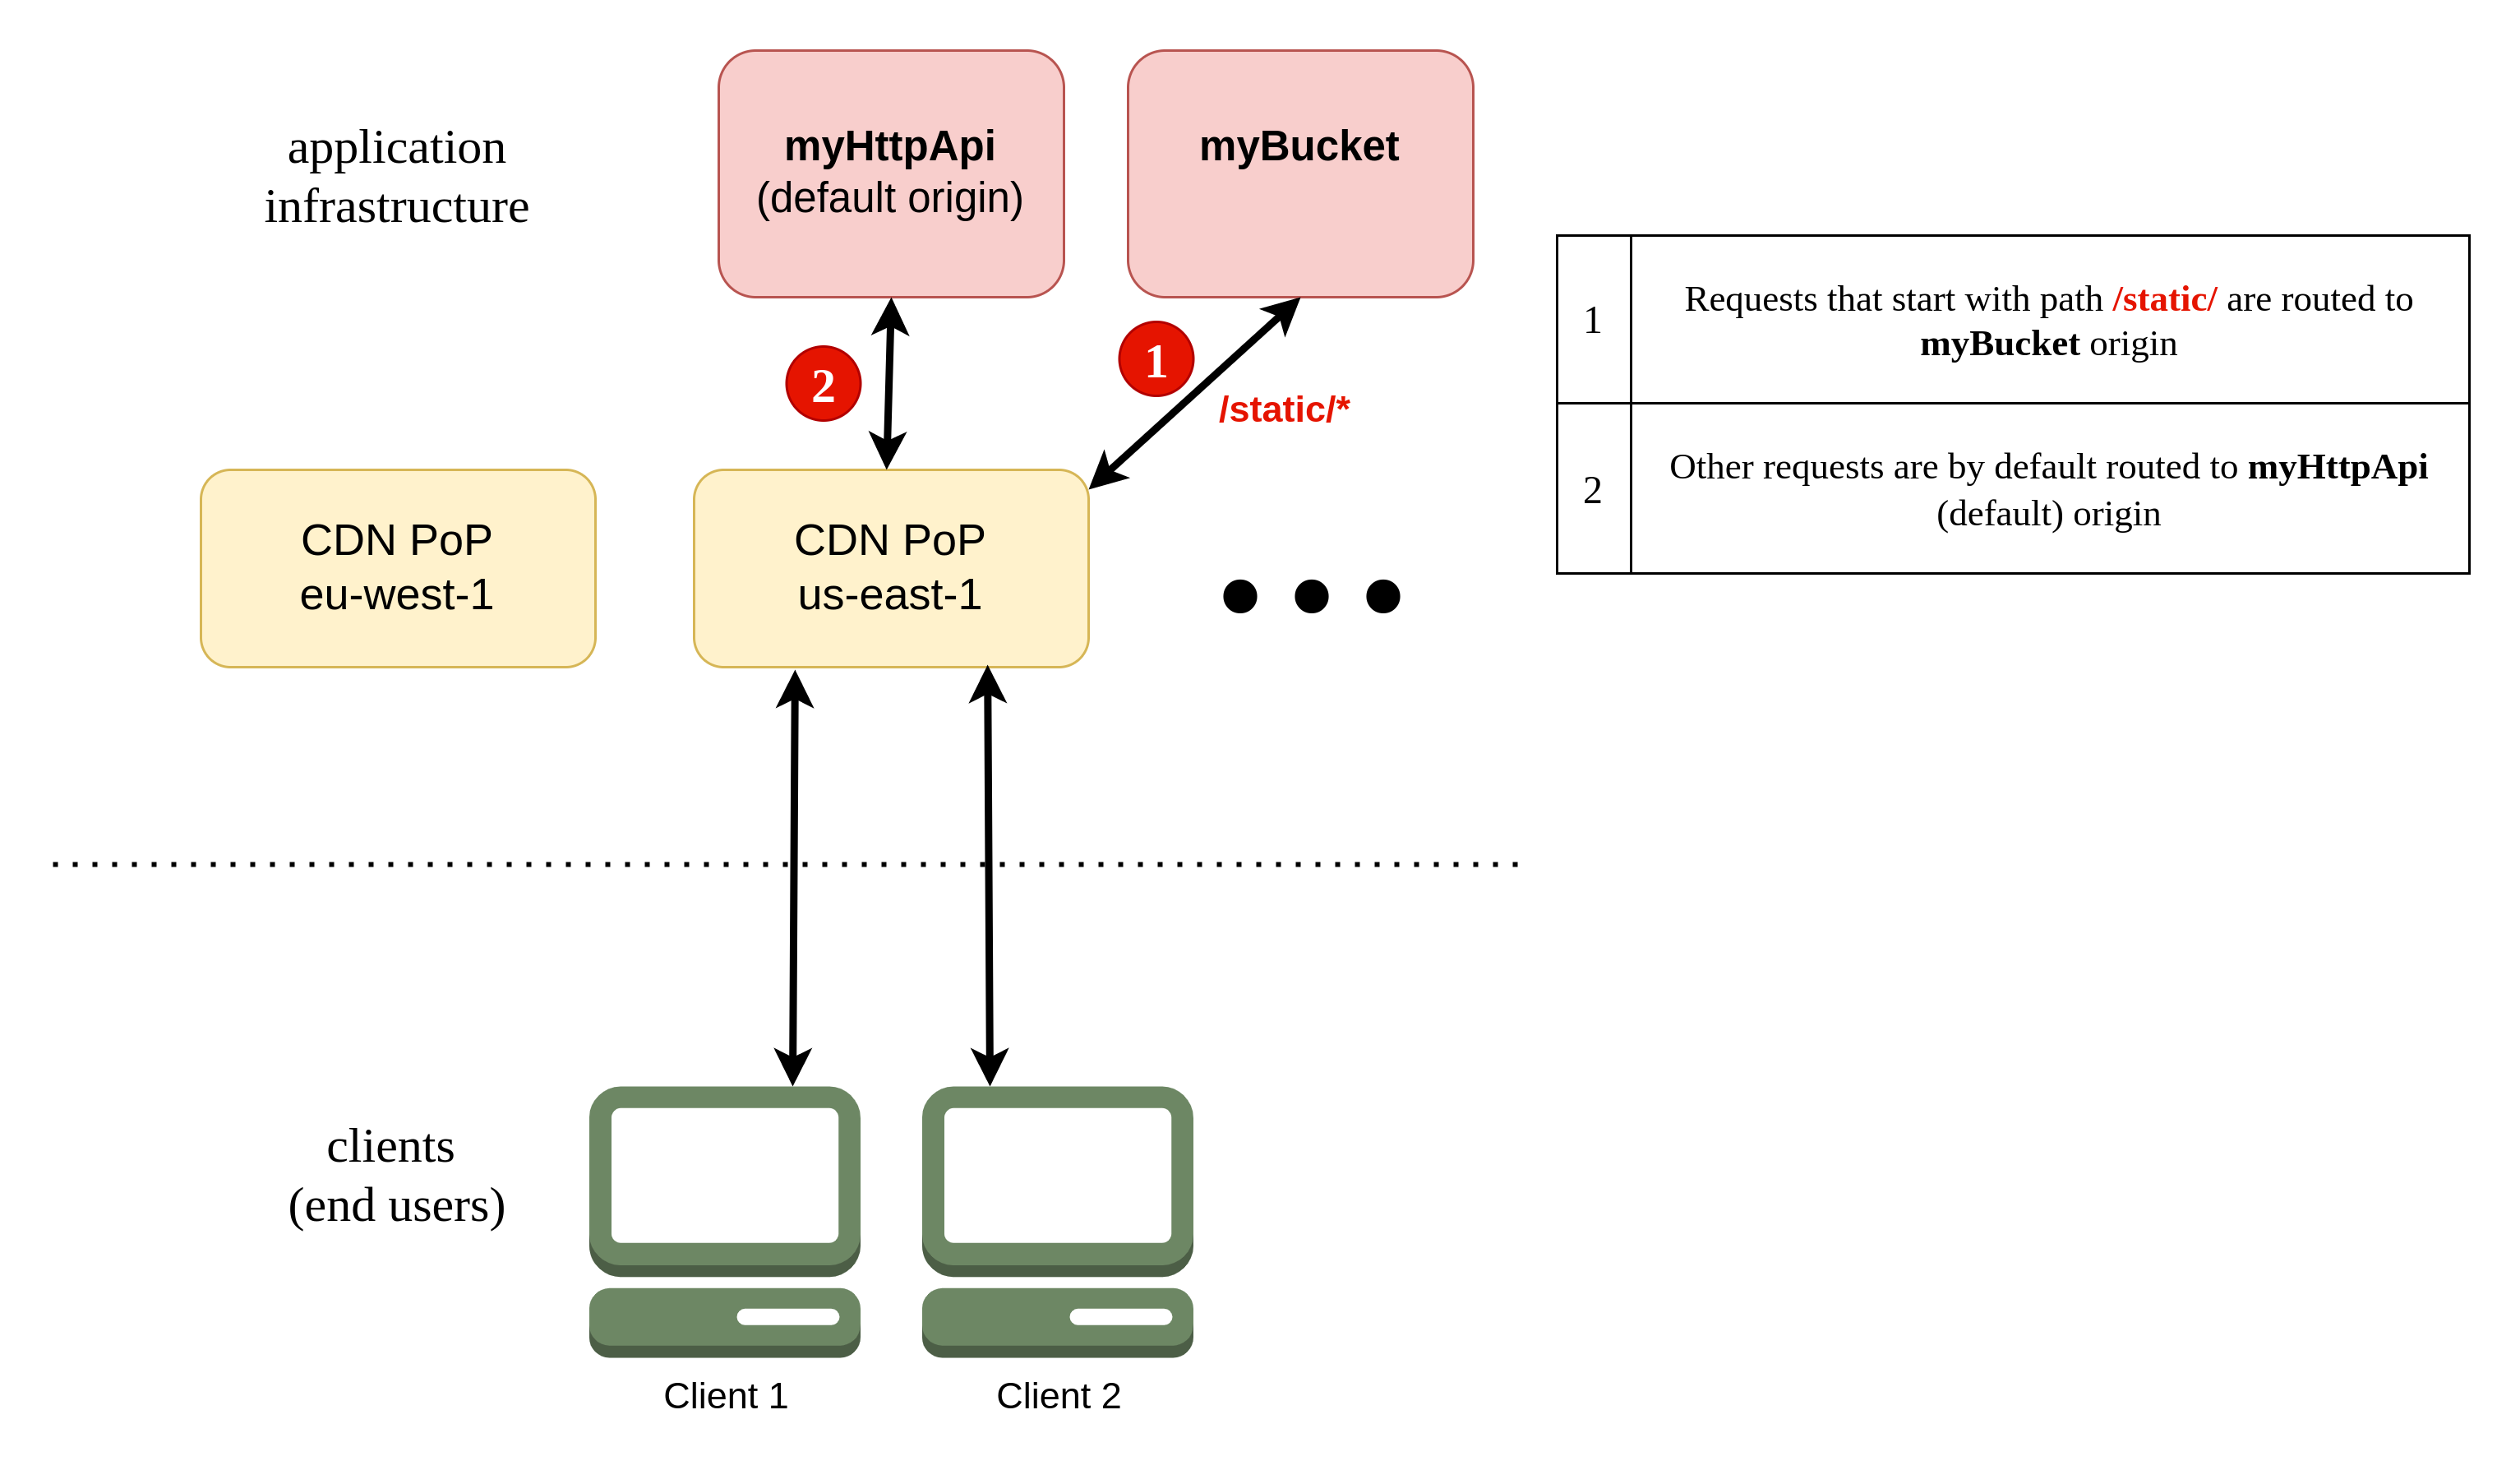 application
infrastructure
myHttpApi
(default origin)
myBucket
2
1
/static/*
CDN PoP
eu-west-1
CDN PoP
us-east-1
1
Requests that start with path /static/ are routed to
myBucket origin
2
Other requests are by default routed to myHttpApi
(default) origin
clients
(end users)
Client 1
Client 2